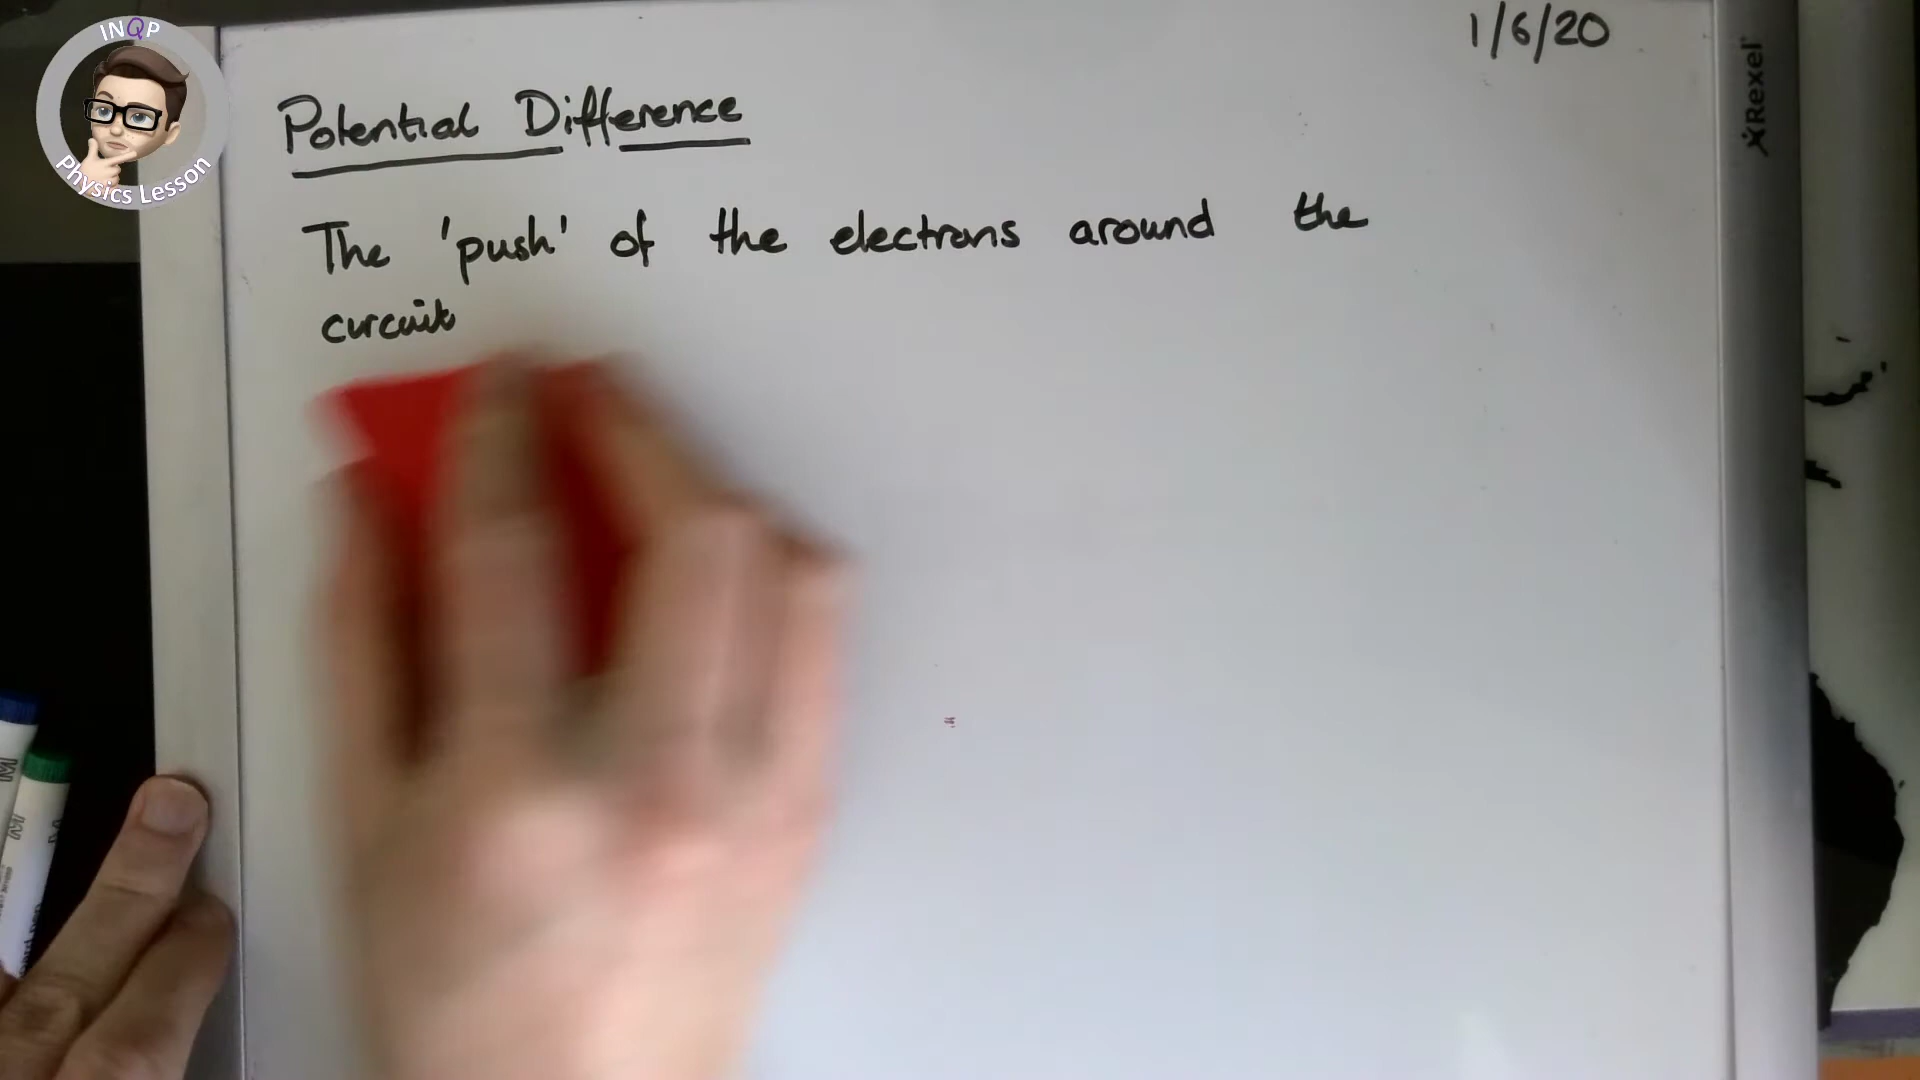 INQP
Physics Lesson
1/6/20
Rexel
Potential Difference
The 'push' of the electrons around the
circuit
M
M